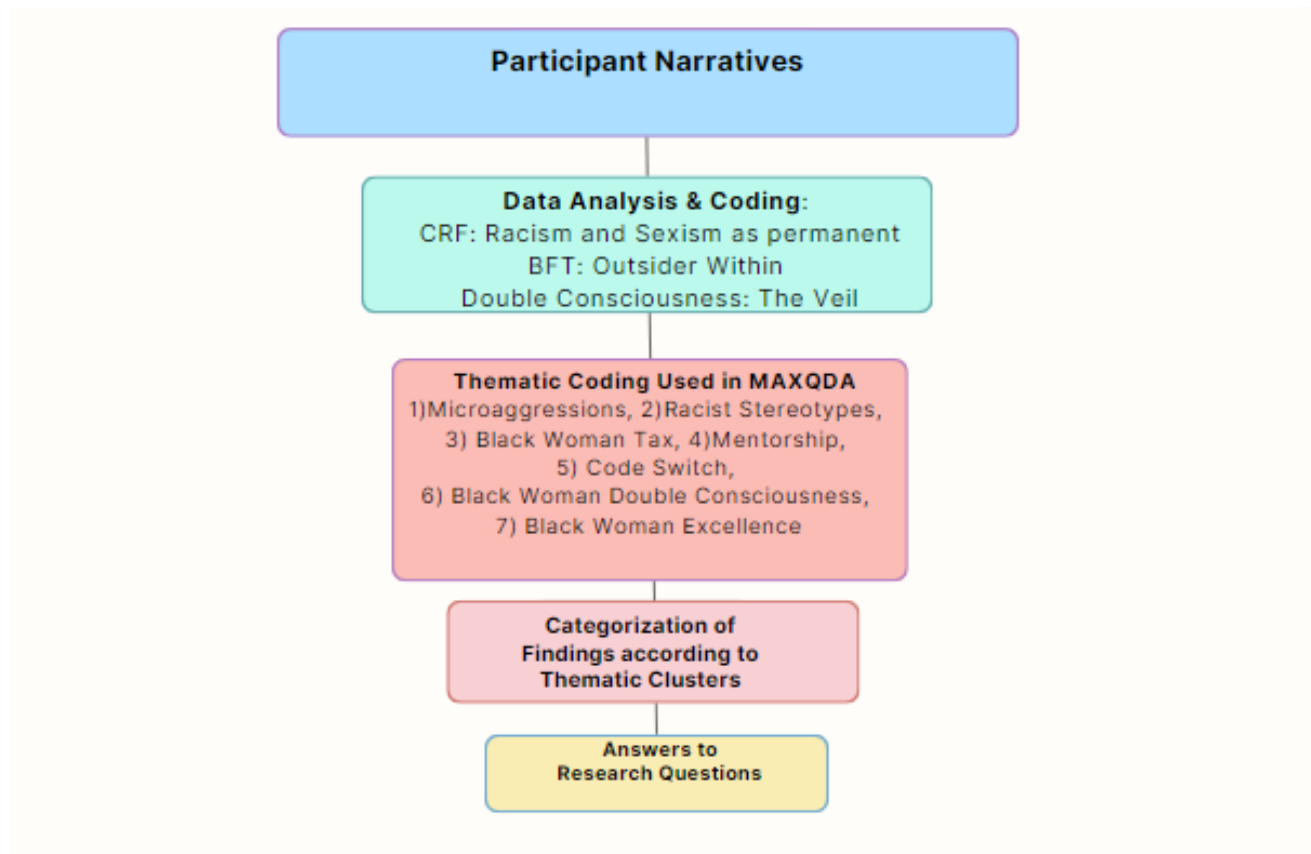 Participant Narratives
Data Analysis & Coding:
CRF: Racism and Sexism as permanent
BFT: Outsider Within
Double Consciousness: The Veil
Thematic Coding Used in MAXQDA
1)Microaggressions, 2)Racist Stereotypes,
3) Black Woman Tax, 4)Mentorship,
5) Code Switch,
6) Black Woman Double Consciousness,
7) Black Woman Excellence
Categorization of
Findings according to
Thematic Clusters
Answers to
Research Questions